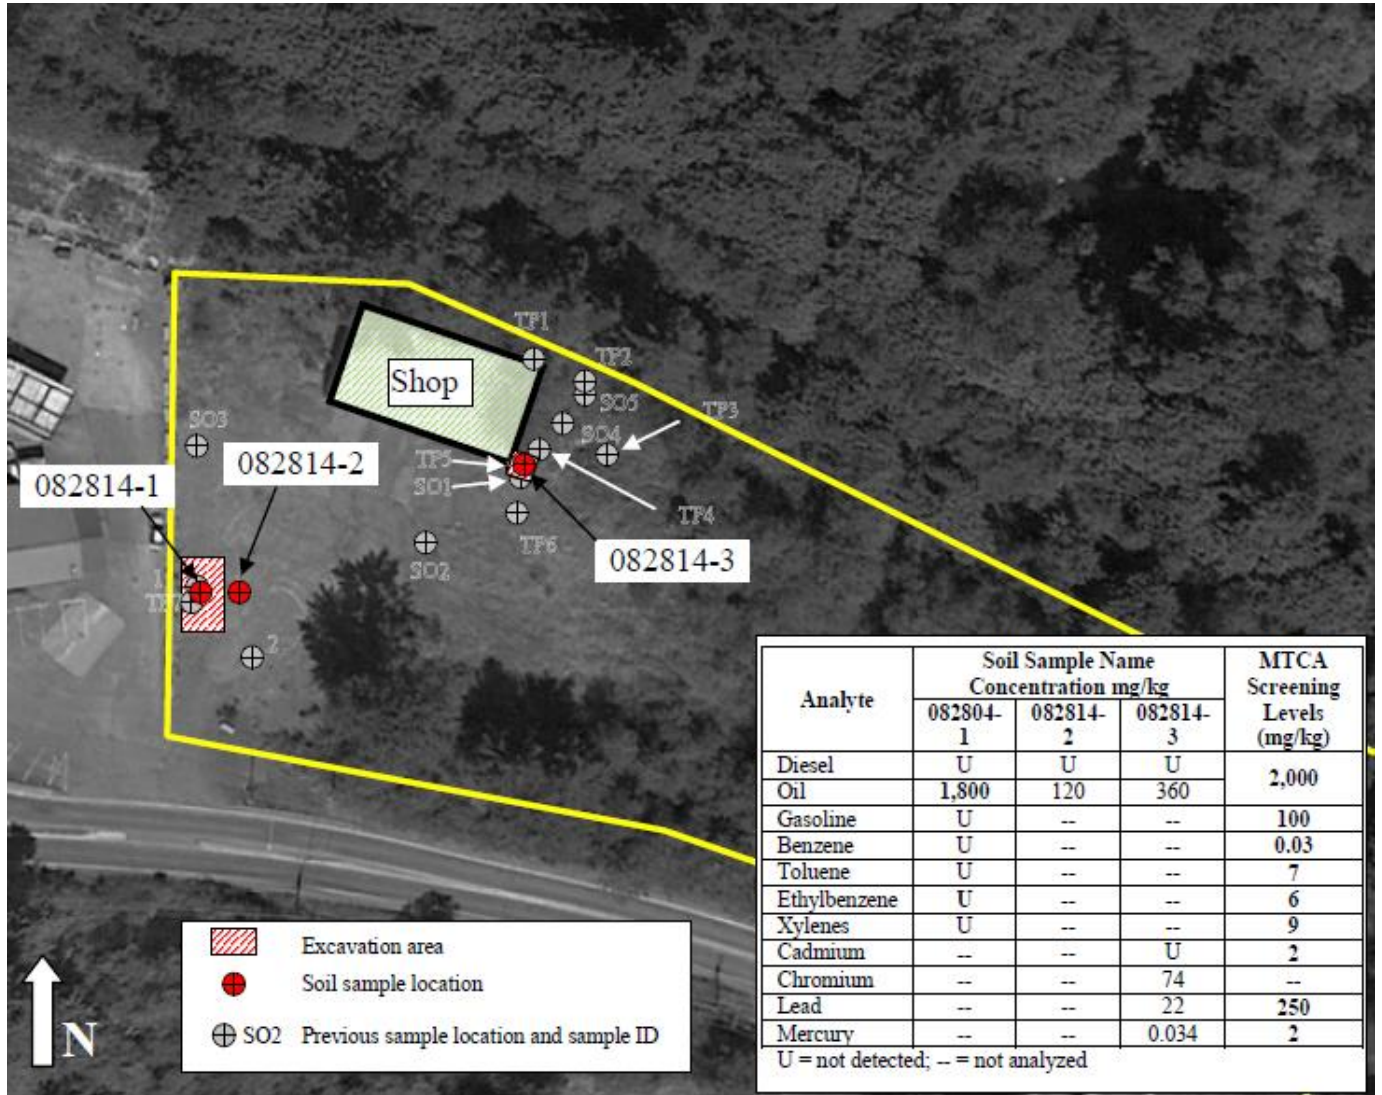 TP1
TP2
Shop
SO5
TP3
SO3
SO4
082814-2
TP5
082814-1
SO1
TP4
TP6
082814-3
SO2
1
TP7
2
Analyte
Soil Sample Name
Concentration mg/kg
MTCA
Screening
Levels
(mg/kg)
082804-
1
082814-
2
082814-
3
Diesel U U U 2,000
Oil 1,800 120 360
Gasoline U -- -- 100
Benzene U -- -- 0.03
Toluene U -- -- 7
Ethylbenzene U -- -- 6
Xylenes U -- -- 9
Cadmium -- -- U 2
Chromium -- -- 74 --
Lead -- -- 22 250
Mercury -- -- 0.034 2
U = not detected; -- = not analyzed
Excavation area
Soil sample location
SO2 Previous sample location and sample ID
N